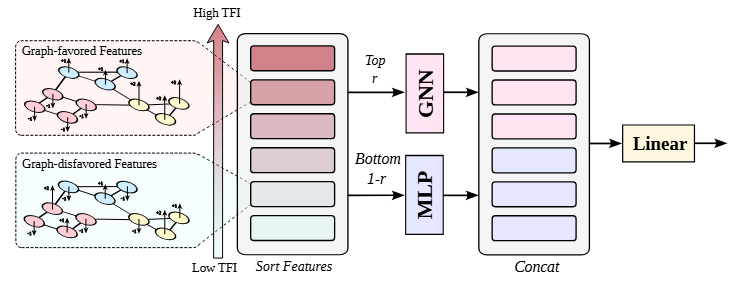 High TFI
Graph-favored Features
Graph-disfavored Features
Low TFI
Sort Features
Top
r
Bottom
1-r
GNN
MLP
Concat
Linear